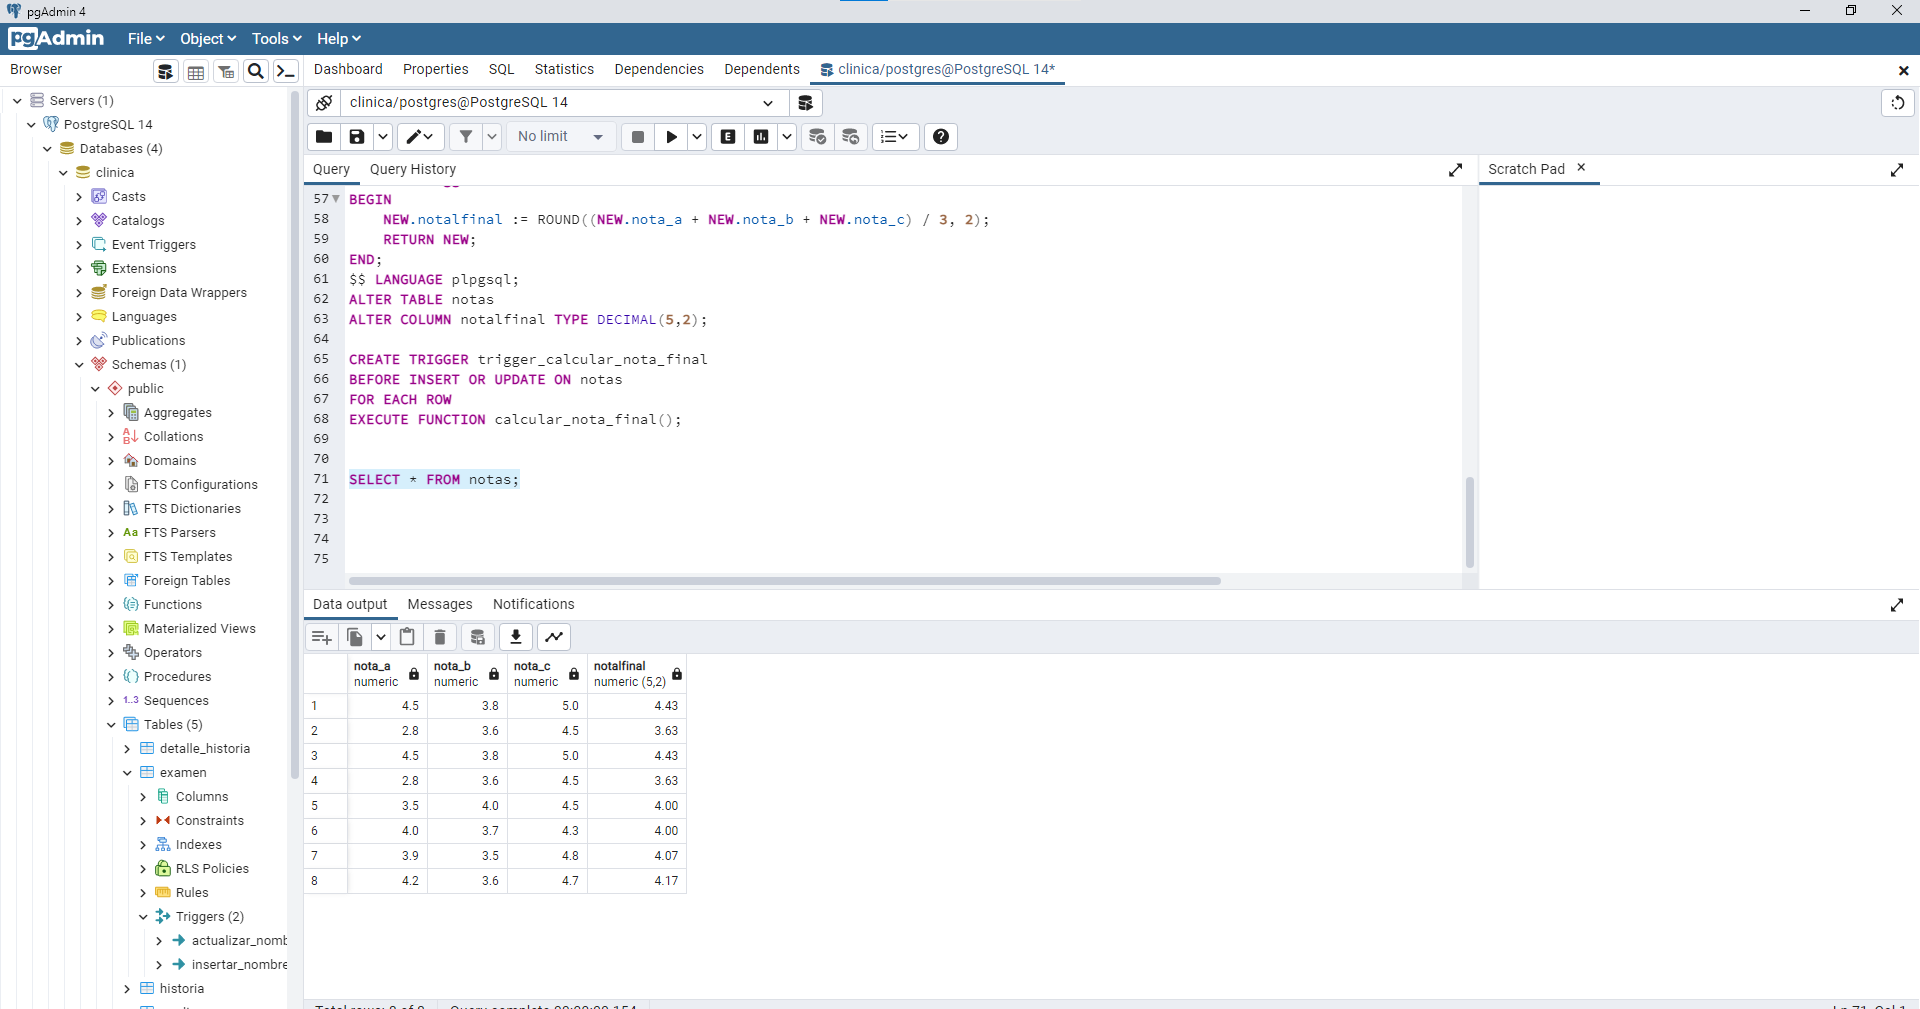 pgAdmin 4
pgAdmin File Object Tools Help
Browser
Dashboard Properties SQL Statistics Dependencies Dependents clinica/postgres@PostgreSQL 14*
Servers (1)
PostgreSQL 14
Databases (4)
clinica
Casts
Catalogs
Event Triggers
Extensions
Foreign Data Wrappers
Languages
Publications
Schemas (1)
public
Aggregates
Collations
Domains
FTS Configurations
FTS Dictionaries
Aa FTS Parsers
FTS Templates
Foreign Tables
Functions
Materialized Views
Operators
Procedures
1..3 Sequences
Tables (5)
detalle_historia
examen
Columns
Constraints
Indexes
RLS Policies
Rules
Triggers (2)
actualizar_nomb
insertar_nombre
historia
clinica/postgres@PostgreSQL 14
No limit
E
Query Query History
Scratch Pad
57 BEGIN
58 NEW.notalfinal := ROUND((NEW.nota_a + NEW.nota_b + NEW.nota_c) / 3, 2);
59 RETURN NEW;
60 END;
61 $$ LANGUAGE plpgsql;
62 ALTER TABLE notas
63 ALTER COLUMN notalfinal TYPE DECIMAL(5,2);
64
65 CREATE TRIGGER trigger_calcular_nota_final
66 BEFORE INSERT OR UPDATE ON notas
67 FOR EACH ROW
68 EXECUTE FUNCTION calcular_nota_final();
69
70
71 SELECT * FROM notas;
72
73
74
75
Data output Messages Notifications
nota_a numeric nota_b numeric nota_c numeric notalfinal numeric (5,2)
1 4.5 3.8 5.0 4.43
2 2.8 3.6 4.5 3.63
3 4.5 3.8 5.0 4.43
4 2.8 3.6 4.5 3.63
5 3.5 4.0 4.5 4.00
6 4.0 3.7 4.3 4.00
7 3.9 3.5 4.8 4.07
8 4.2 3.6 4.7 4.17